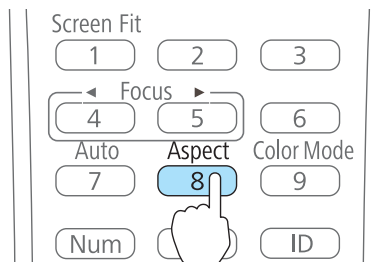 Screen Fit
1 2 3
◄ Focus ►
4 5 6
Auto Aspect Color Mode
7 8 9
Num ID